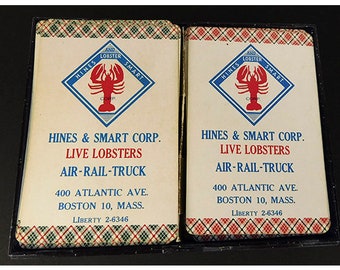 LOBSTER
HINES SMART
HINES & SMART CORP.
LIVE LOBSTERS
AIR-RAIL-TRUCK
400 ATLANTIC AVE.
BOSTON 10, MASS.
LIBERTY 2-6346
LOBSTER
HINES SMART
HINES & SMART CORP.
LIVE LOBSTERS
AIR-RAIL-TRUCK
400 ATLANTIC AVE.
BOSTON 10, MASS.
LIBERTY 2-6346